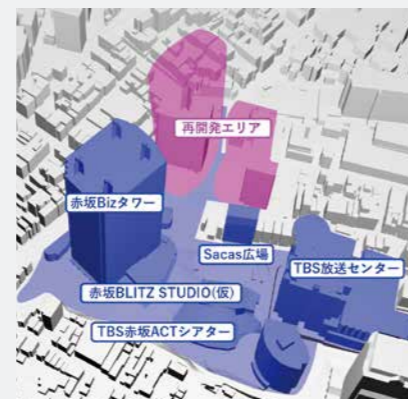 再開発エリア
赤坂Bizタワー
Sacas広場
TBS放送センター
赤坂BLITZ STUDIO(仮)
TBS赤坂ACTシアター